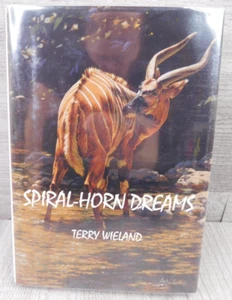 SPIRAL-HORN DREAMS
TERRY WIELAND